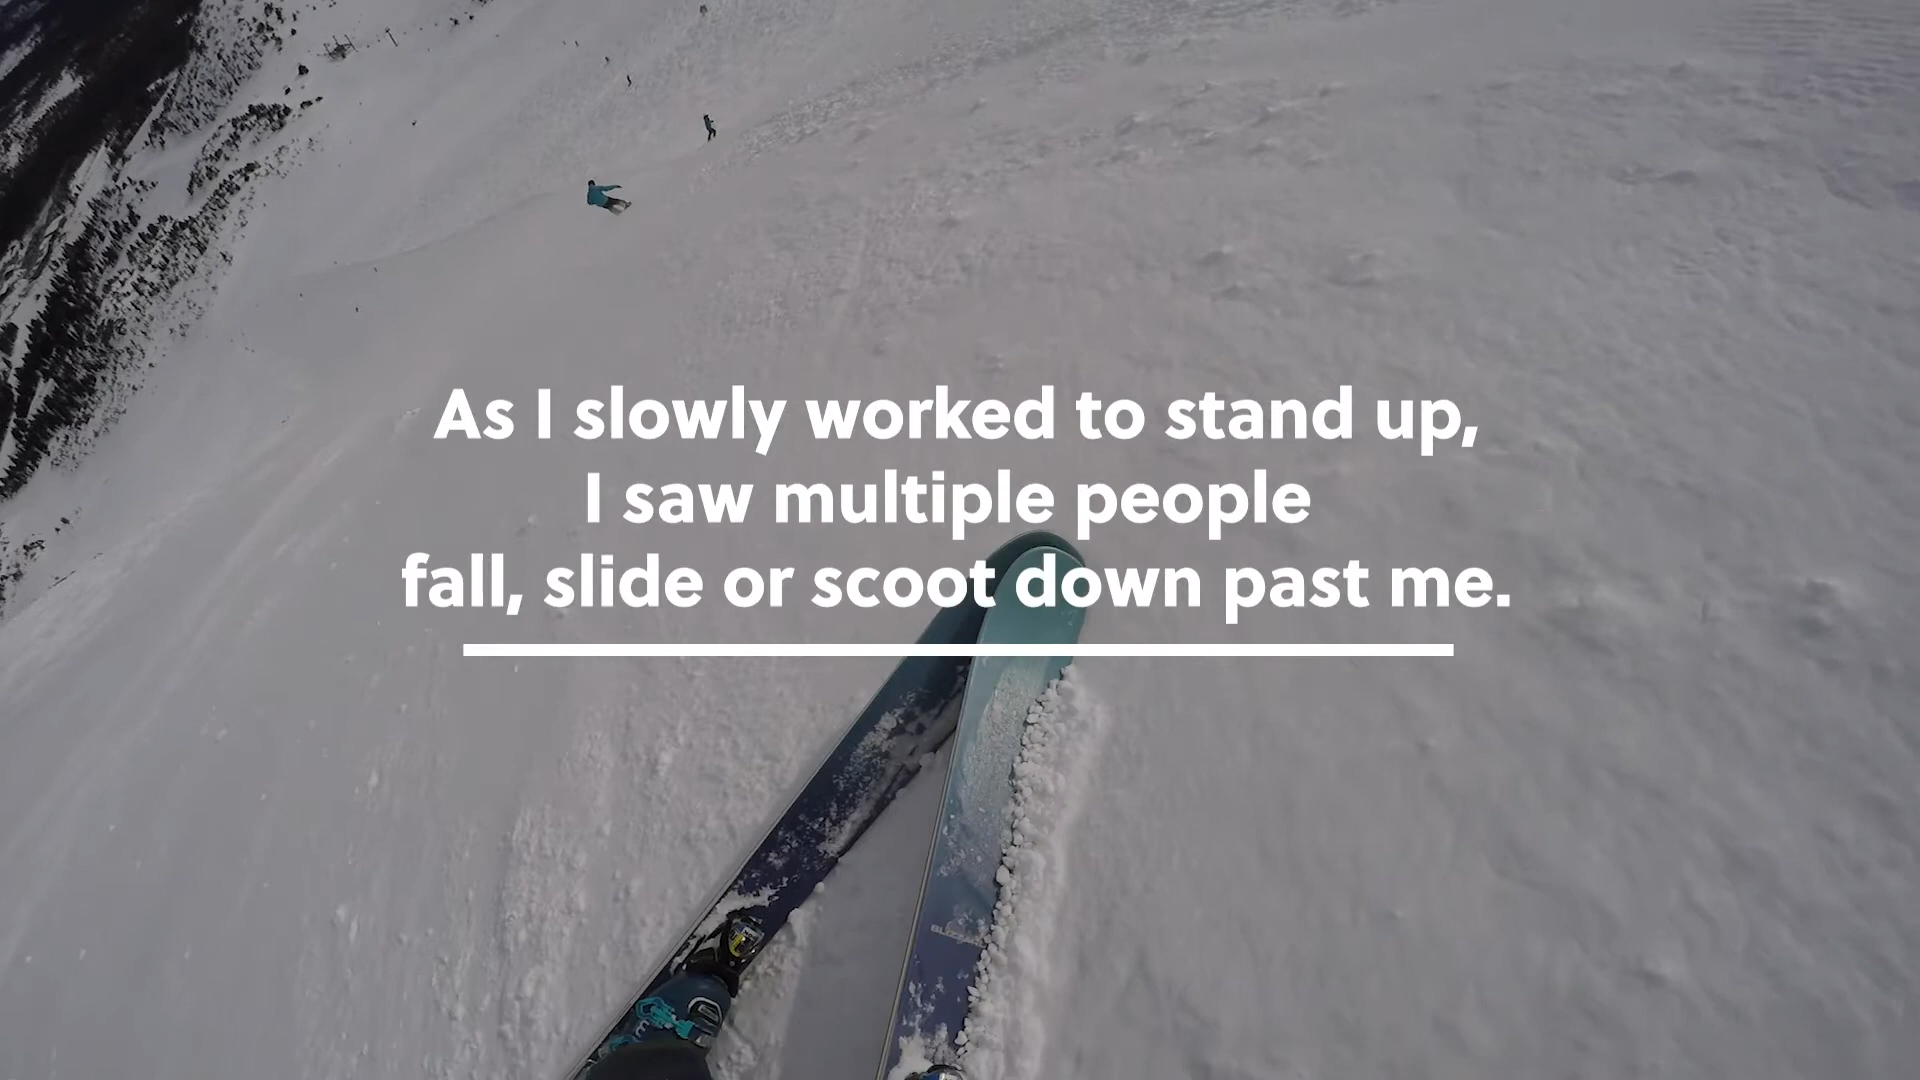 As I slowly worked to stand up,
I saw multiple people
fall, slide or scoot down past me.